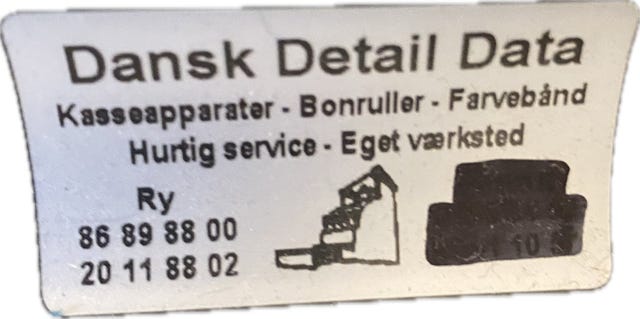 Dansk Detail Data
Kasseapparater - Bonruller - Farvebånd
Hurtig service - Eget værksted
Ry
86 89 88 00
20 11 88 02